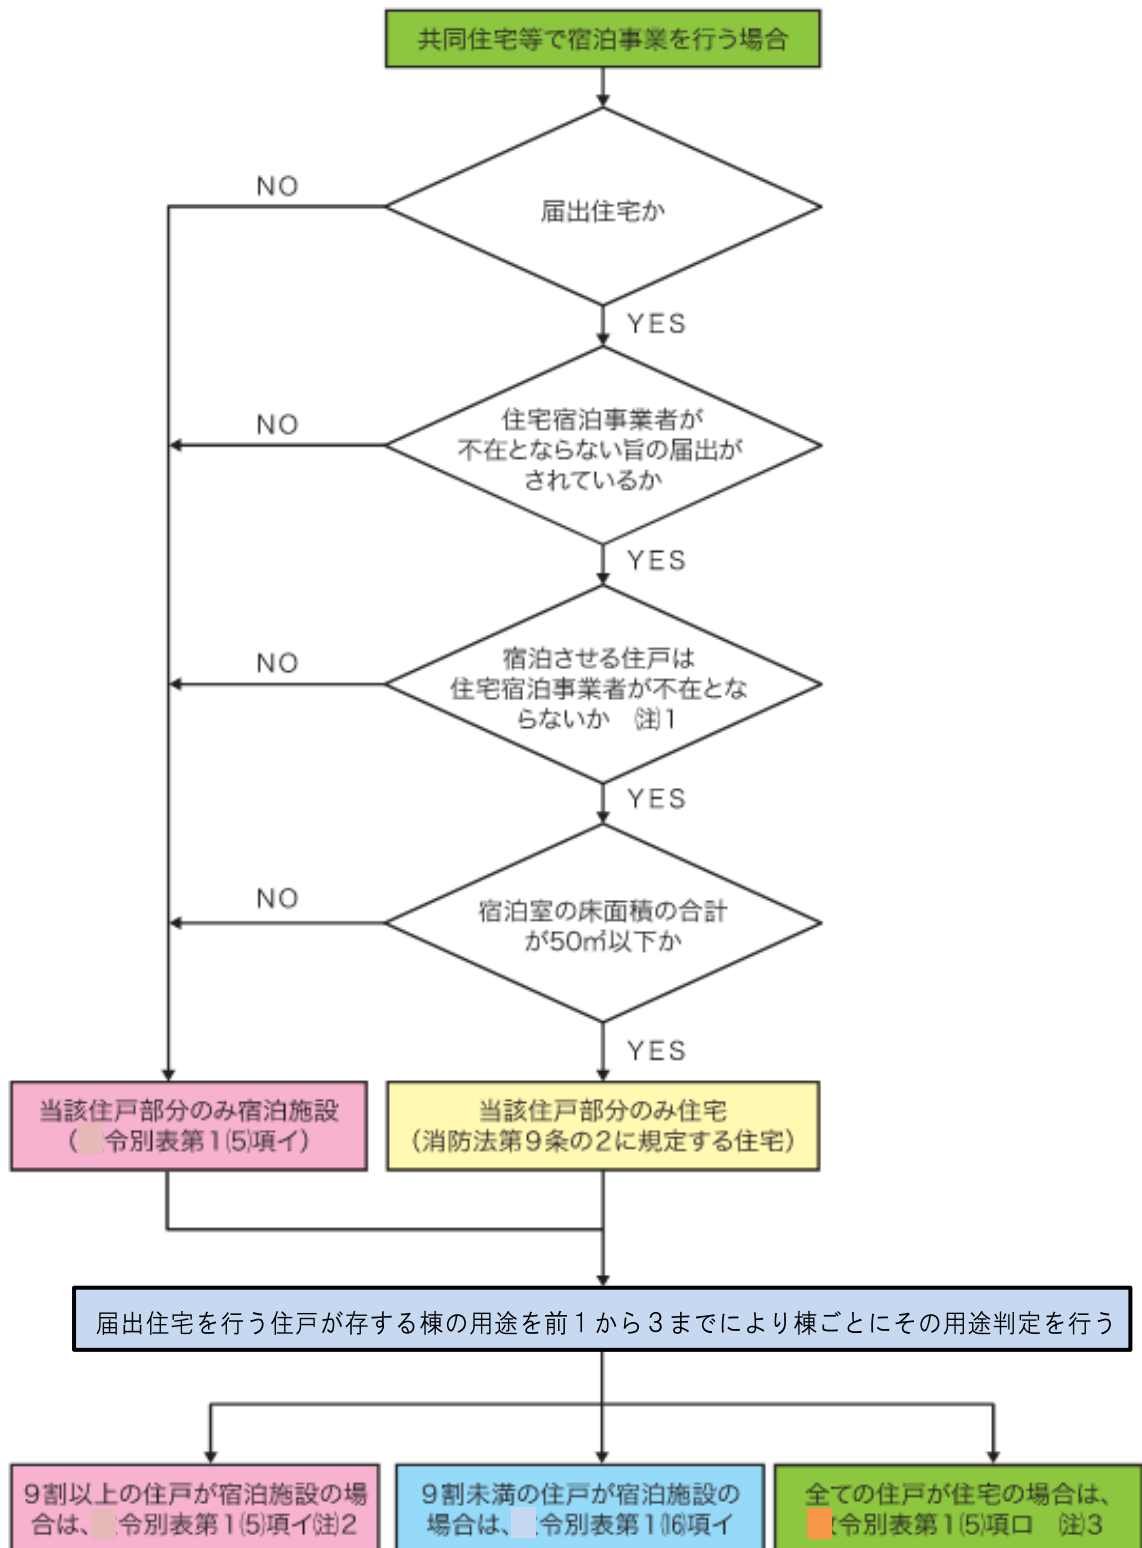 共同住宅等で宿泊事業を行う場合
届出住宅か
NO
YES
住宅宿泊事業者が
不在とならない旨の届出が
されているか
NO
YES
宿泊させる住戸は
住宅宿泊事業者が不在とな
らないか ㈲1
NO
YES
宿泊室の床面積の合計
が50㎡以下か
NO
YES
当該住戸部分のみ宿泊施設
(令別表第1⑸項イ)
当該住戸部分のみ住宅
(消防法第9条の2に規定する住宅)
届出住宅を行う住戸が存する棟の用途を前1から3までにより棟ごとにその用途判定を行う
9割以上の住戸が宿泊施設の場
合は、令別表第1⑸項イ(注)2
9割未満の住戸が宿泊施設の
場合は、令別表第1⒃項イ
全ての住戸が住宅の場合は、
令別表第1⑸項ロ (注)3